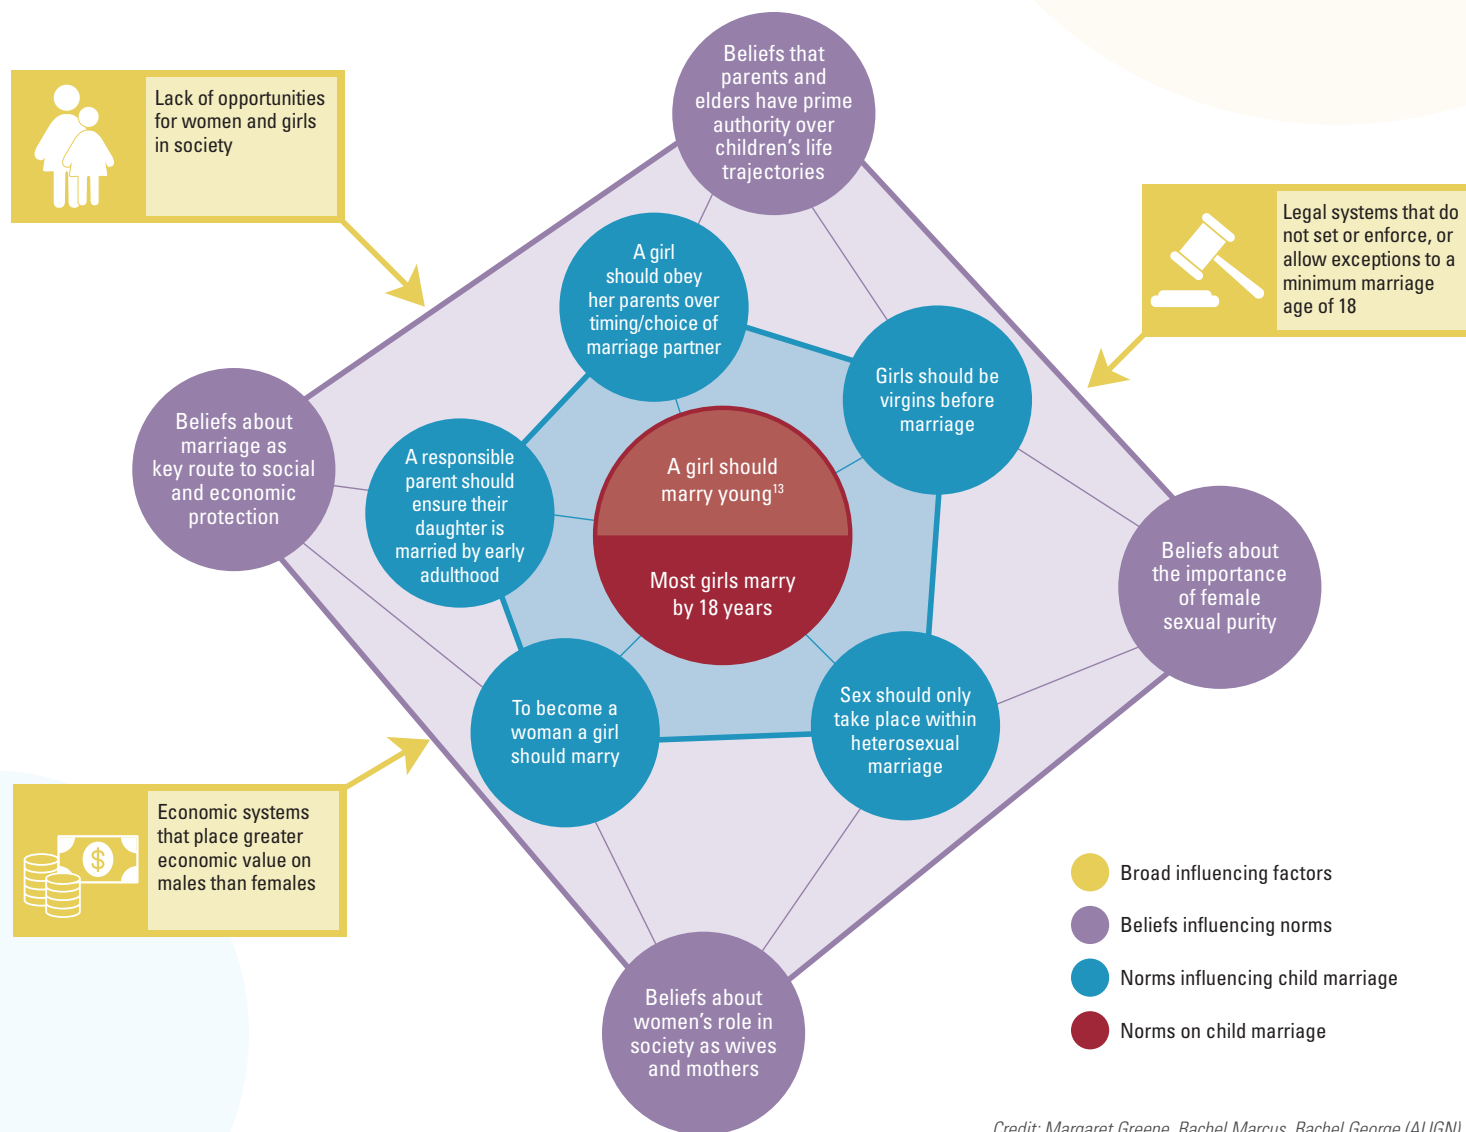 Beliefs that
parents and
elders have prime
authority over
children's life
trajectories
Lack of opportunities
for women and girls
in society
Legal systems that do
not set or enforce, or
allow exceptions to a
minimum marriage
age of 18
A girl
should obey
her parents over
timing/choice of
marriage partner
Girls should be
virgins before
marriage
Beliefs about
marriage as
key route to social
and economic
protection
A responsible
parent should
ensure their
daughter is
married by early
adulthood
A girl should
marry young¹³
Most girls marry
by 18 years
Beliefs about
the importance
of female
sexual purity
To become a
woman a girl
should marry
Sex should only
take place within
heterosexual
marriage
Economic systems
that place greater
economic value on
males than females
$
Beliefs about
women's role in
society as wives
and mothers
Broad influencing factors
Beliefs influencing norms
Norms influencing child marriage
Norms on child marriage
Credit: Margaret Greene, Rachel Marcus, Rachel George (ALIGN)